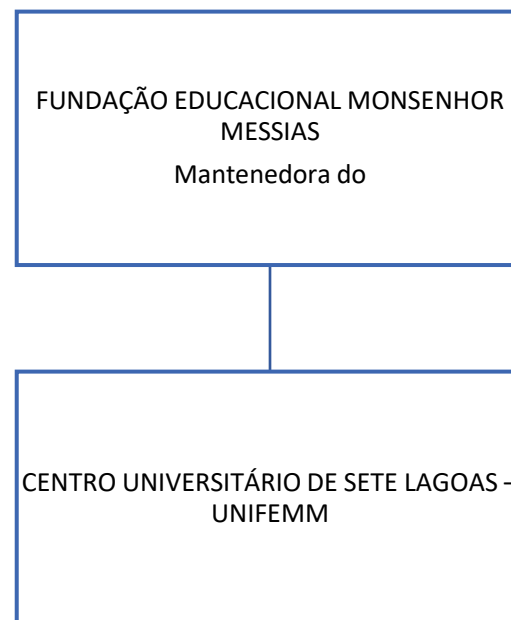 FUNDAÇÃO EDUCACIONAL MONSENHOR
MESSIAS
Mantenedora do
CENTRO UNIVERSITÁRIO DE SETE LAGOAS -
UNIFEMM